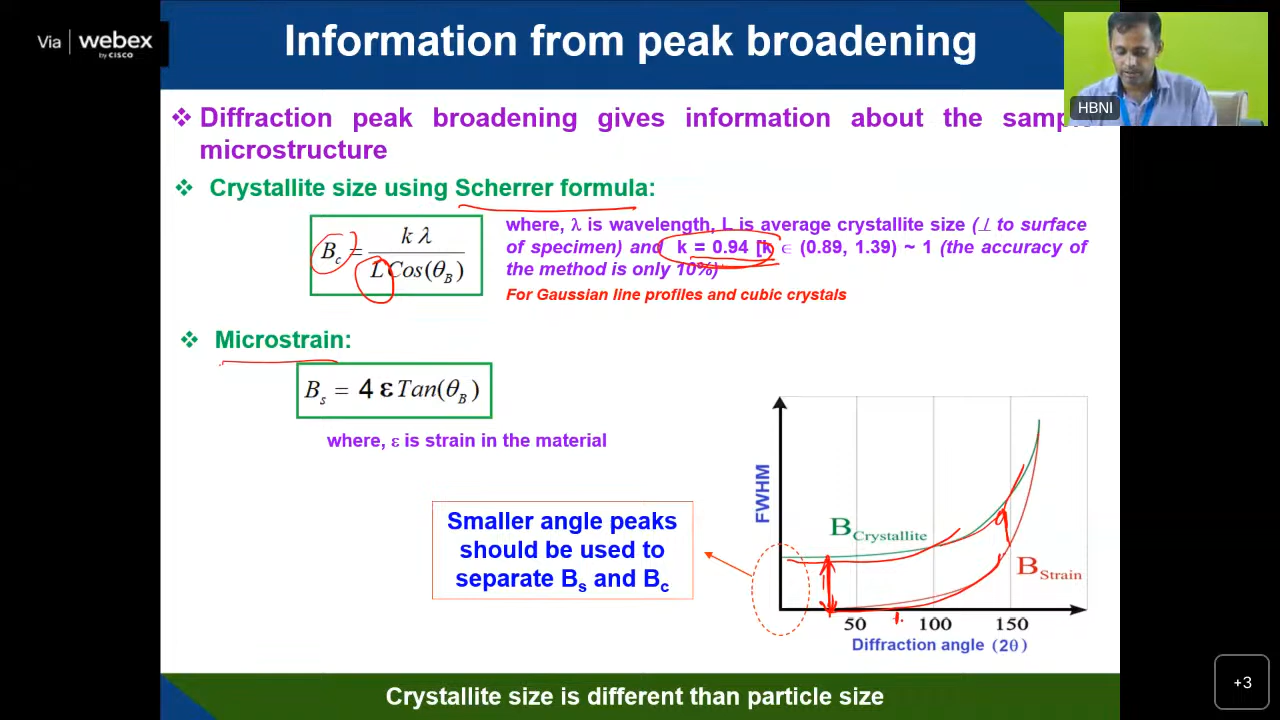 Via | webex
by CISCO
Information from peak broadening
HBNI
❖ Diffraction peak broadening gives information about the sample
microstructure
❖ Crystallite size using Scherrer formula:
B_c = k λ / L Cos(θ_B)
where, λ is wavelength, L is average crystallite size (⊥ to surface
of specimen) and k = 0.94 [k ∈ (0.89, 1.39) ~ 1 (the accuracy of
the method is only 10%)
For Gaussian line profiles and cubic crystals
❖ Microstrain:
B_s = 4 ε Tan(θ_B)
where, ε is strain in the material
Smaller angle peaks
should be used to
separate B_s and B_c
FWHM
B_Crystallite
B_Strain
50 100 150
Diffraction angle (2θ)
Crystallite size is different than particle size
+3